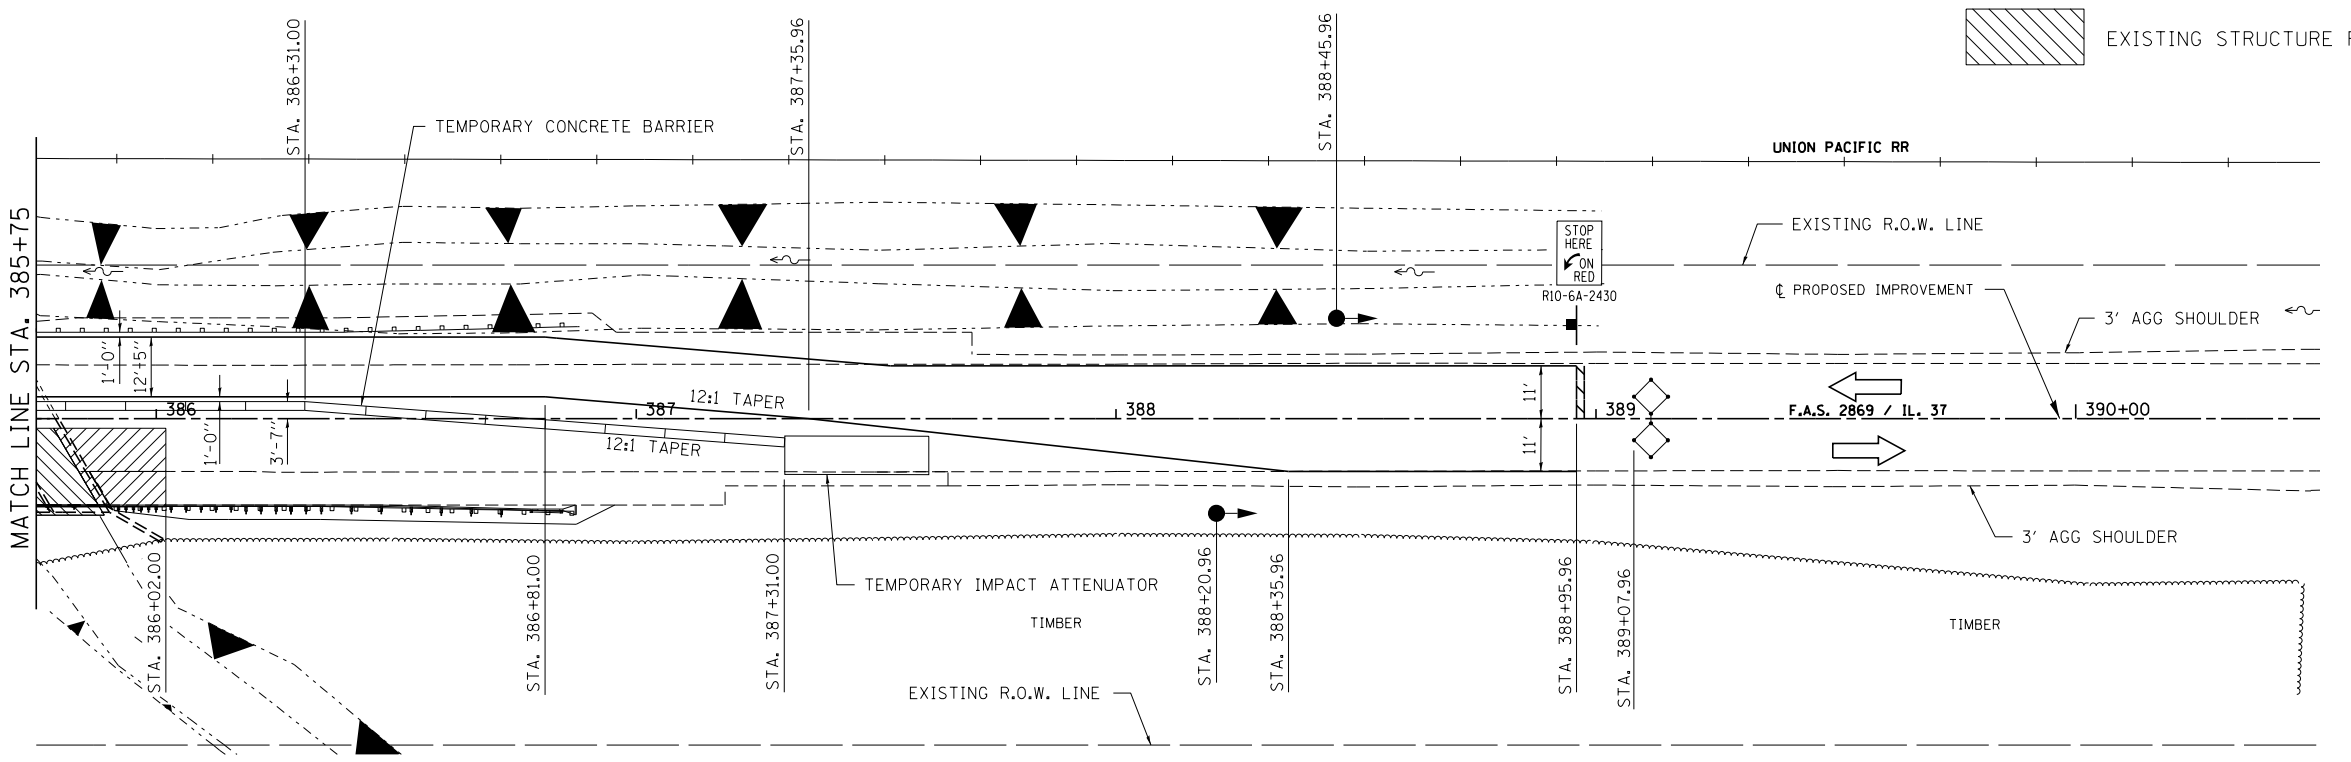 STA. 386+31.00
STA. 387+35.96
STA. 388+45.96
EXISTING STRUCTURE
TEMPORARY CONCRETE BARRIER
UNION PACIFIC RR
MATCH LINE STA. 385+75
STOP
HERE
ON
RED
R10-6A-2430
EXISTING R.O.W. LINE
℄ PROPOSED IMPROVEMENT
3' AGG SHOULDER
1'-0"
12'-5"
12:1 TAPER
11'
386
387
388
389
F.A.S. 2869 / IL. 37
390+00
1'-0"
3'-7"
12:1 TAPER
11'
3' AGG SHOULDER
STA. 386+02.00
STA. 386+81.00
STA. 387+31.00
TEMPORARY IMPACT ATTENUATOR
STA. 388+20.96
STA. 388+35.96
STA. 388+95.96
STA. 389+07.96
TIMBER
TIMBER
EXISTING R.O.W. LINE